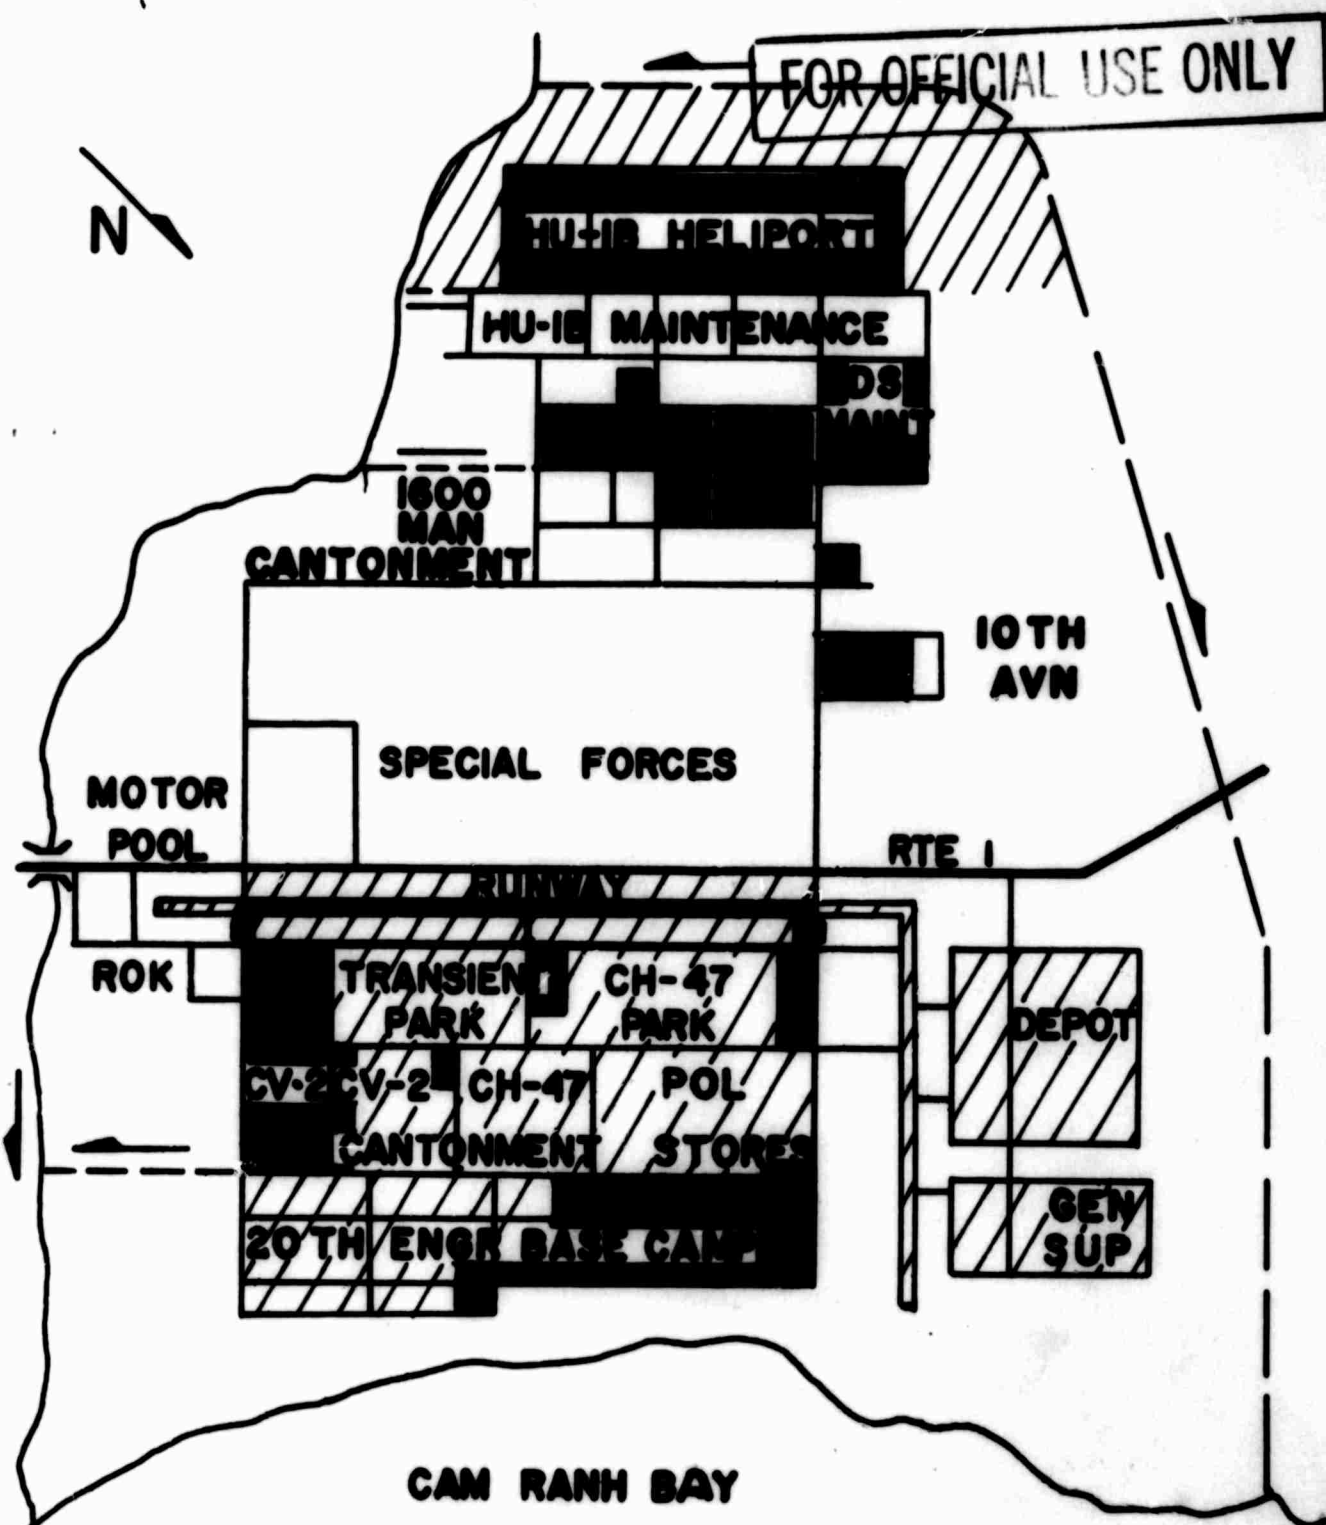 FOR OFFICIAL USE ONLY
N
HU-1B HELIPORT
HU-1B MAINTENANCE
DS
MAINT
1600
MAN
CANTONMENT
10TH
AVN
SPECIAL FORCES
MOTOR
POOL
RTE 1
RUNWAY
ROK
TRANSIENT
PARK
CH-47
PARK
DEPOT
CV-2
CV-2
CH-47
CANTONMENT
POL
STORES
GEN
SUP
20TH ENGR BASE CAMP
CAM RANH BAY